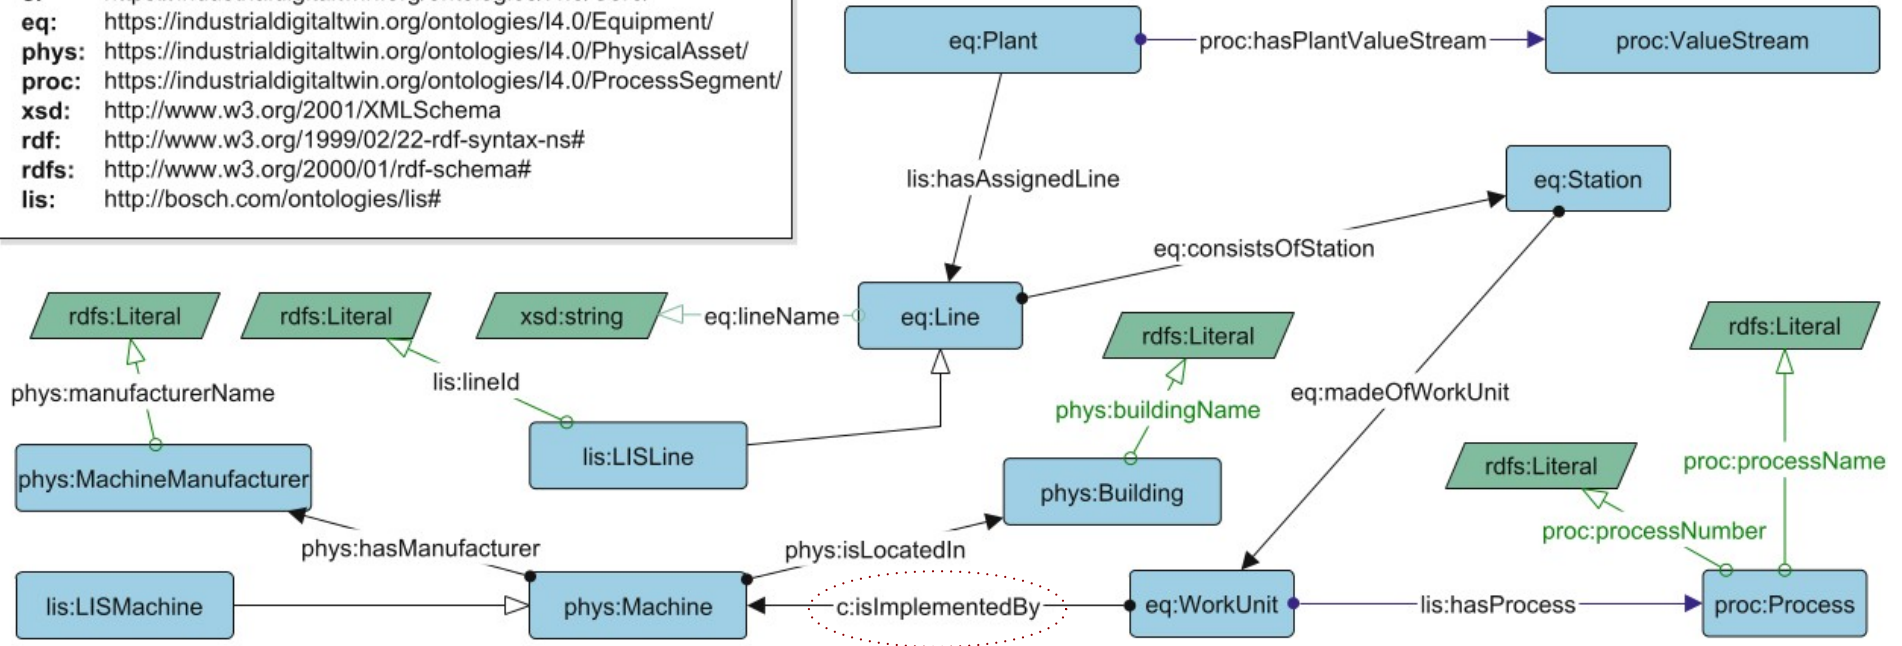 eq: https://industrialdigitaltwin.org/ontologies/I4.0/Equipment/
phys: https://industrialdigitaltwin.org/ontologies/I4.0/PhysicalAsset/
proc: https://industrialdigitaltwin.org/ontologies/I4.0/ProcessSegment/
xsd: http://www.w3.org/2001/XMLSchema
rdf: http://www.w3.org/1999/02/22-rdf-syntax-ns#
rdfs: http://www.w3.org/2000/01/rdf-schema#
lis: http://bosch.com/ontologies/lis#
eq:Plant
proc:hasPlantValueStream
proc:ValueStream
lis:hasAssignedLine
eq:Station
eq:consistsOfStation
rdfs:Literal
rdfs:Literal
xsd:string
eq:lineName
eq:Line
rdfs:Literal
rdfs:Literal
phys:manufacturerName
lis:lineId
phys:buildingName
eq:madeOfWorkUnit
lis:LISLine
rdfs:Literal
proc:processName
phys:MachineManufacturer
phys:Building
proc:processNumber
phys:hasManufacturer
phys:isLocatedIn
lis:LISMachine
phys:Machine
c:isImplementedBy
eq:WorkUnit
lis:hasProcess
proc:Process